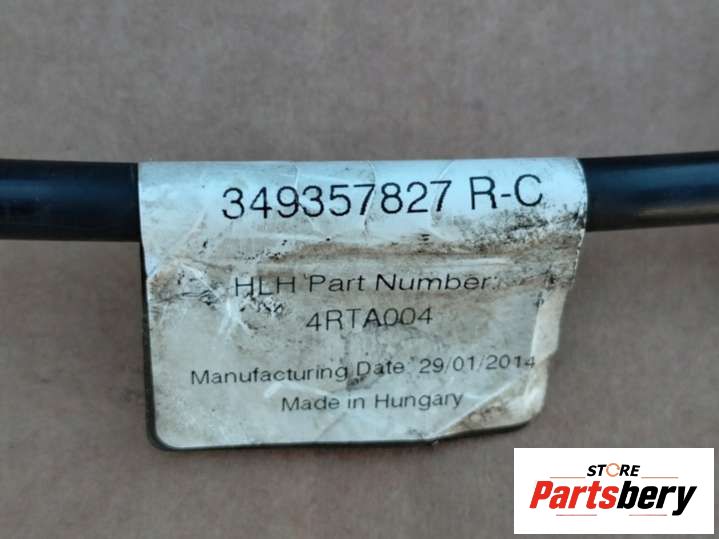 349357827 R-C
HLH Part Number:
4RTA004
Manufacturing Date: 29/01/2014
Made in Hungary
STORE
Partsbery